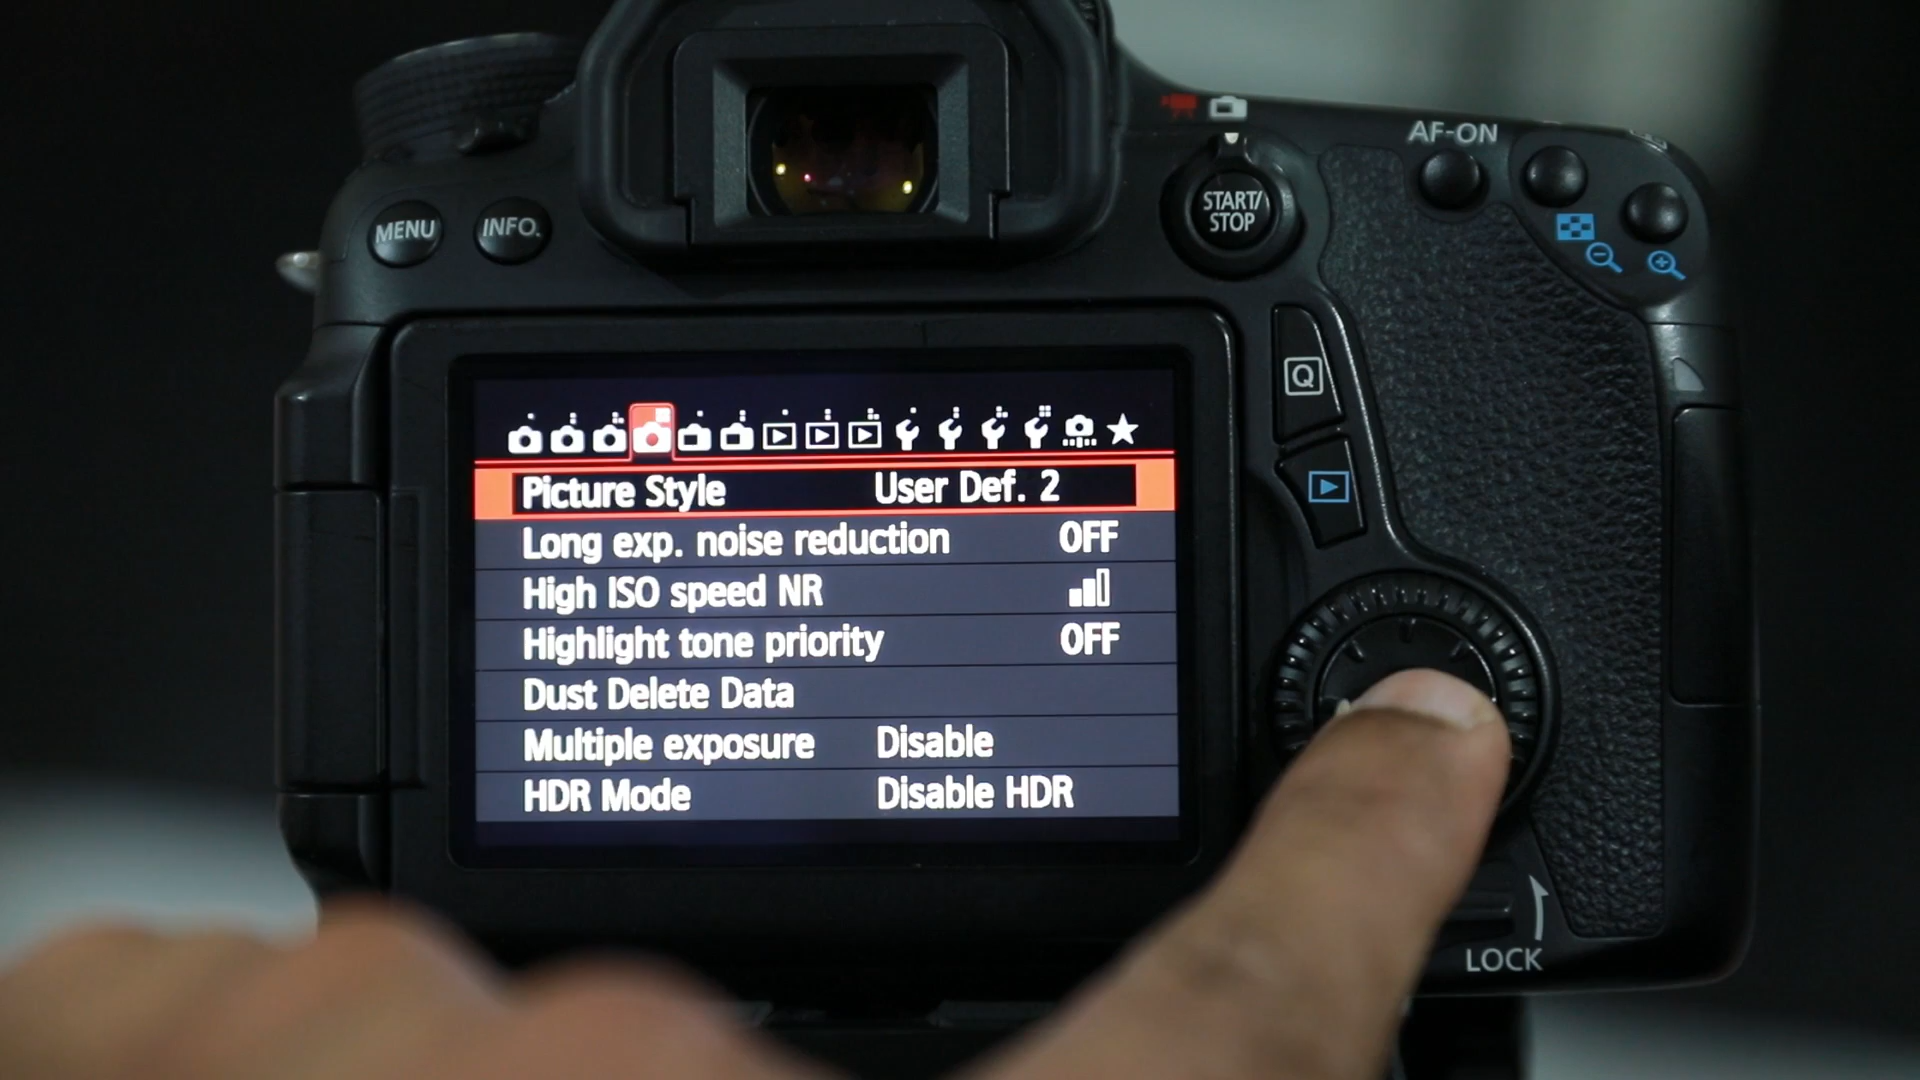 AF-ON
MENU
INFO.
START/
STOP
Q
Picture Style User Def. 2
Long exp. noise reduction OFF
High ISO speed NR
Highlight tone priority OFF
Dust Delete Data
Multiple exposure Disable
HDR Mode Disable HDR
LOCK